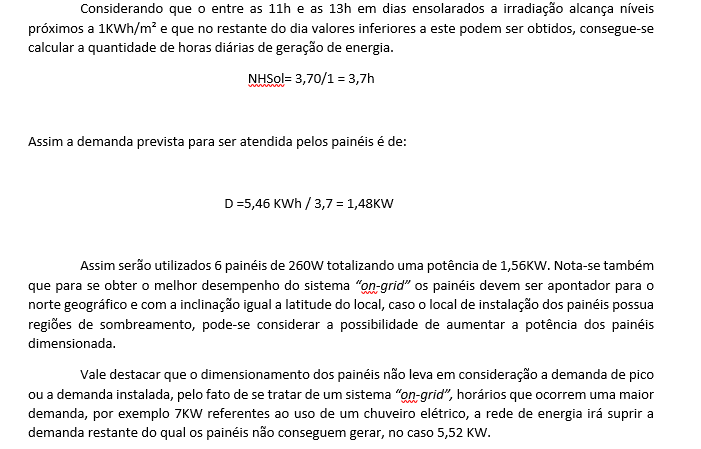 Considerando que o entre as 11h e as 13h em dias ensolarados a irradiação alcança níveis
próximos a 1KWh/m² e que no restante do dia valores inferiores a este podem ser obtidos, consegue-se
calcular a quantidade de horas diárias de geração de energia.
NHSol= 3,70/1 = 3,7h
Assim a demanda prevista para ser atendida pelos painéis é de:
D =5,46 KWh / 3,7 = 1,48KW
Assim serão utilizados 6 painéis de 260W totalizando uma potência de 1,56KW. Nota-se também
que para se obter o melhor desempenho do sistema “on-grid” os painéis devem ser apontador para o
norte geográfico e com a inclinação igual a latitude do local, caso o local de instalação dos painéis possua
regiões de sombreamento, pode-se considerar a possibilidade de aumentar a potência dos painéis
dimensionada.
Vale destacar que o dimensionamento dos painéis não leva em consideração a demanda de pico
ou a demanda instalada, pelo fato de se tratar de um sistema “on-grid”, horários que ocorrem uma maior
demanda, por exemplo 7KW referentes ao uso de um chuveiro elétrico, a rede de energia irá suprir a
demanda restante do qual os painéis não conseguem gerar, no caso 5,52 KW.